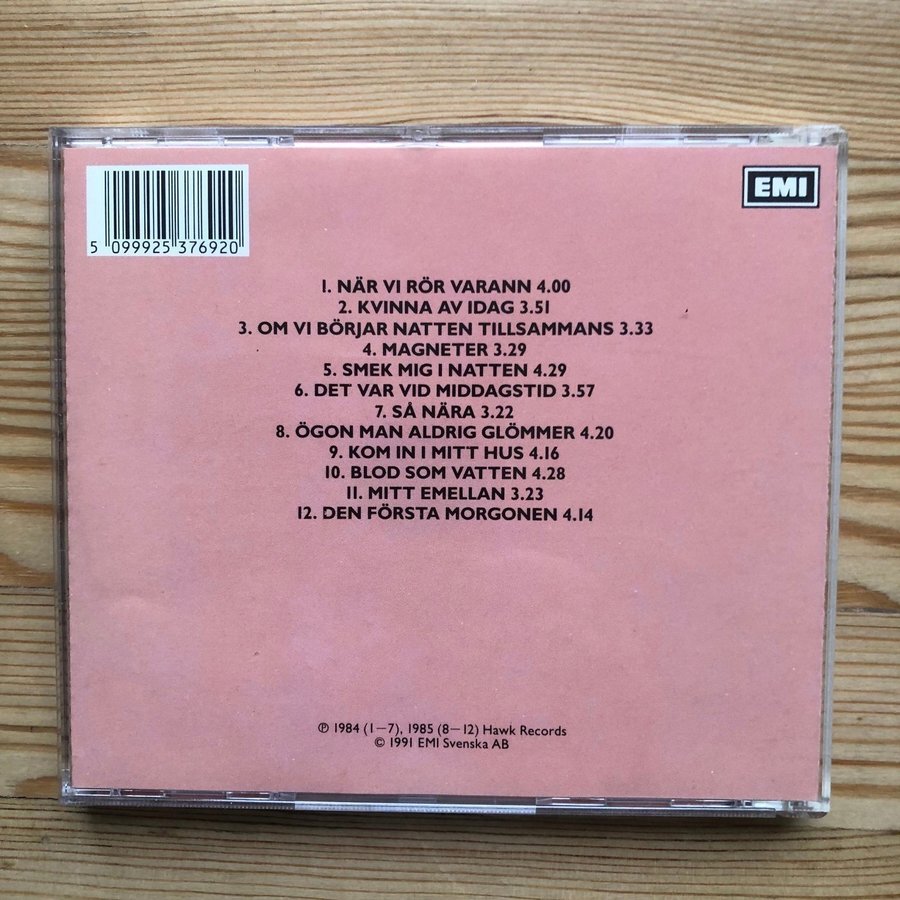 EMI
5 099925 376920
1. NÄR VI RÖR VARANN 4.00
2. KVINNA AV IDAG 3.51
3. OM VI BÖRJAR NATTEN TILLSAMMANS 3.33
4. MAGNETER 3.29
5. SMEK MIG I NATTEN 4.29
6. DET VAR VID MIDDAGSTID 3.57
7. SÅ NÄRA 3.22
8. ÖGON MAN ALDRIG GLÖMMER 4.20
9. KOM IN I MITT HUS 4.16
10. BLOD SOM VATTEN 4.28
11. MITT EMELLAN 3.23
12. DEN FÖRSTA MORGONEN 4.14
℗ 1984 (1–7), 1985 (8–12) Hawk Records
© 1991 EMI Svenska AB